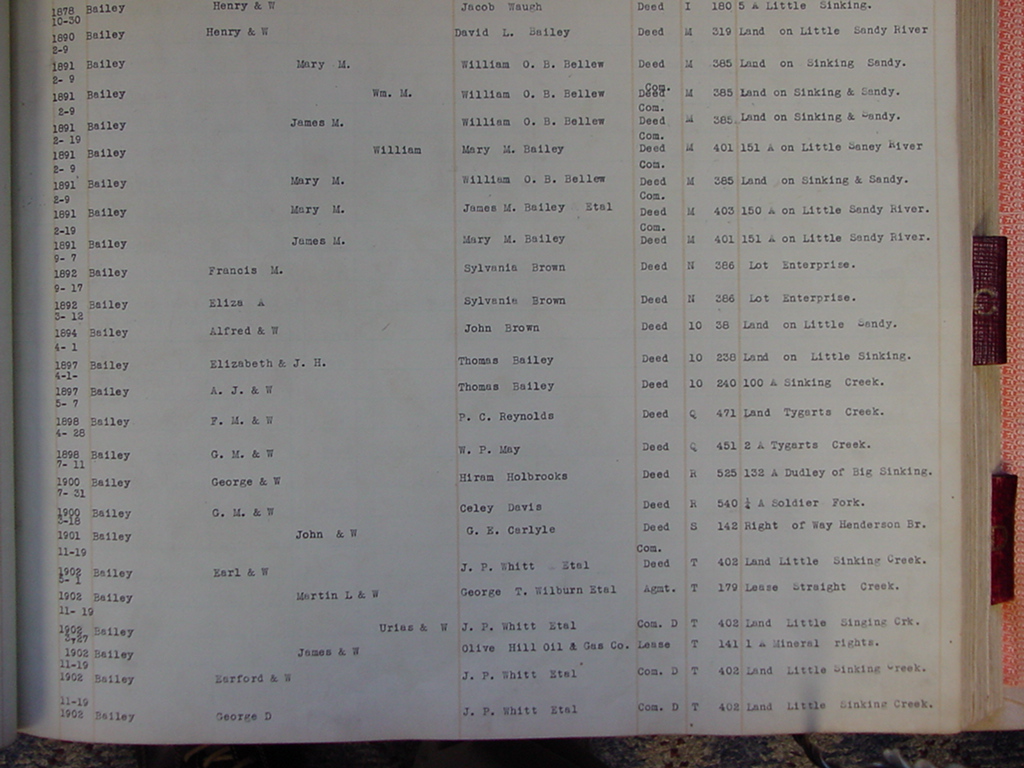 1878 Bailey Henry & W Jacob Waugh Deed I 180 5 A Little Sinking.
10-30
1890 Bailey Henry & W David L. Bailey Deed M 319 Land on Little Sandy River
2-9
1891 Bailey Mary M. William O. B. Bellew Deed M 385 Land on Sinking Sandy.
2- 9 Com.
1891 Bailey Wm. M. William O. B. Bellew Deed M 385 Land on Sinking & Sandy.
2-9 Com.
1891 Bailey James M. William O. B. Bellew Deed M 385 Land on Sinking & Sandy.
2- 19 Com.
1891 Bailey William Mary M. Bailey Deed M 401 151 A on Little Saney River
2- 9 Com.
1891 Bailey Mary M. William O. B. Bellew Deed M 385 Land on Sinking & Sandy.
2-9 Com.
1891 Bailey Mary M. James M. Bailey Etal Deed M 403 150 A on Little Sandy River.
2-19 Com.
1891 Bailey James M. Mary M. Bailey Deed M 401 151 A on Little Sandy River.
9- 7
1892 Bailey Francis M. Sylvania Brown Deed N 386 Lot Enterprise.
9- 17
1892 Bailey Eliza A Sylvania Brown Deed N 386 Lot Enterprise.
3- 12
1894 Bailey Alfred & W John Brown Deed 10 38 Land on Little Sandy.
4- 1
1897 Bailey Elizabeth & J. H. Thomas Bailey Deed 10 238 Land on Little Sinking.
4-1-
1897 Bailey A. J. & W Thomas Bailey Deed 10 240 100 A Sinking Creek.
5- 7
1898 Bailey F. M. & W P. C. Reynolds Deed Q 471 Land Tygarts Creek.
4- 28
1898 Bailey G. M. & W W. P. May Deed Q 451 2 A Tygarts Creek.
7- 11
1900 Bailey George & W Hiram Holbrooks Deed R 525 132 A Dudley of Big Sinking.
7- 31
1900 Bailey G. M. & W Celey Davis Deed R 540 A Soldier Fork.
3-18
1901 Bailey John & W G. E. Carlyle Deed S 142 Right of Way Henderson Br.
11-19 Com.
1902 Bailey Earl & W J. P. Whitt Etal Deed T 402 Land Little Sinking Creek.
3- 1
1902 Bailey Martin L & W George T. Wilburn Etal Agmt. T 179 Lease Straight Creek.
11- 19
1902 Bailey Urias & W J. P. Whitt Etal Com. D T 402 Land Little Singing Crk.
3,27
1902 Bailey James & W Olive Hill Oil & Gas Co. Lease T 141 1 A Mineral rights.
11-19
1902 Bailey Earford & W J. P. Whitt Etal Com. D T 402 Land Little Sinking Creek.
11-19
1902 Bailey George D J. P. Whitt Etal Com. D T 402 Land Little Sinking Creek.